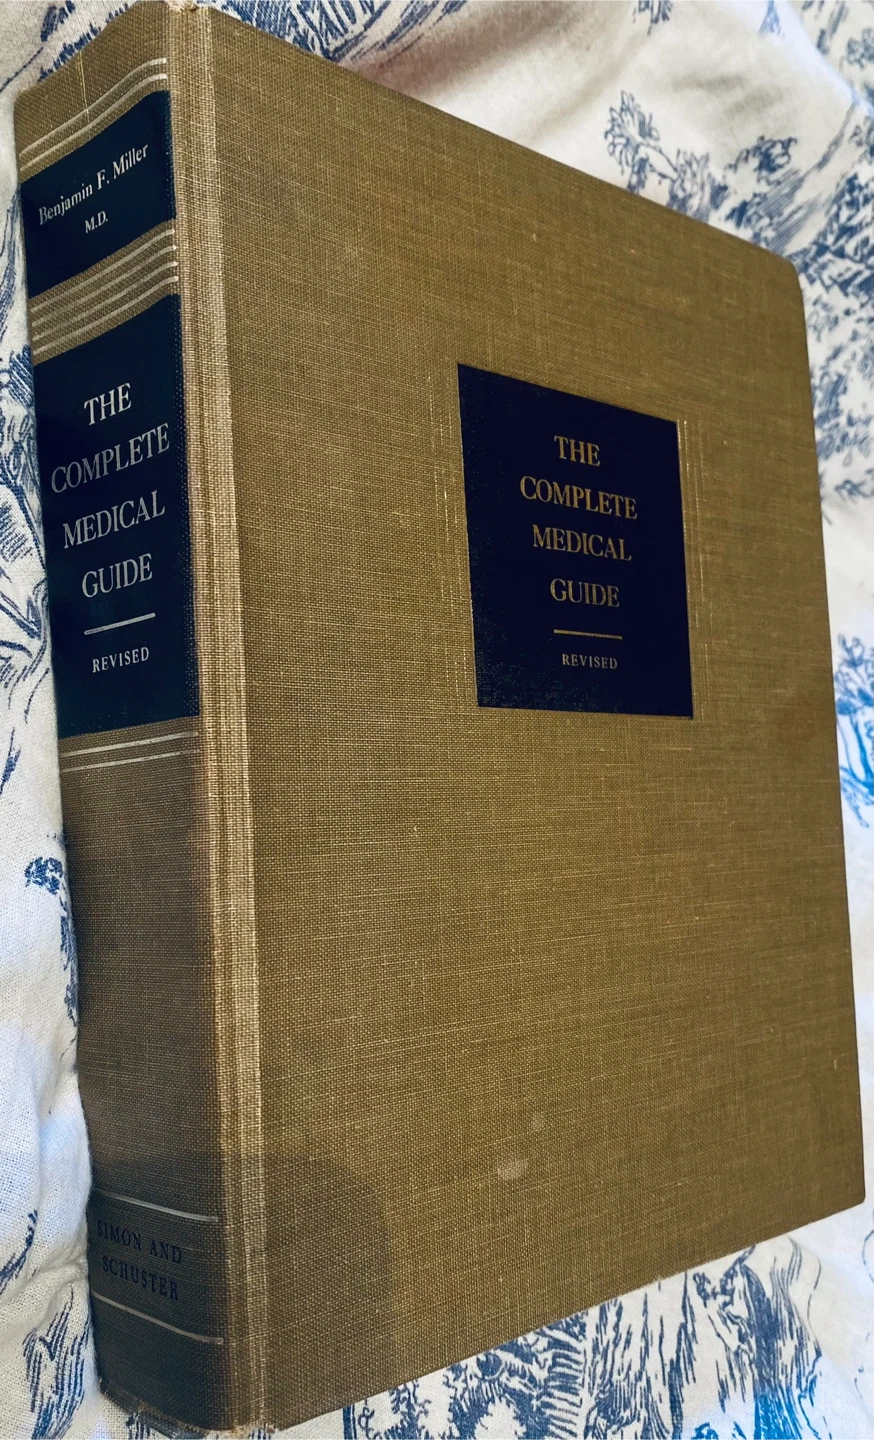 Benjamin F. Miller
M.D.
THE
COMPLETE
MEDICAL
GUIDE
REVISED
SIMON AND
SCHUSTER
THE
COMPLETE
MEDICAL
GUIDE
REVISED